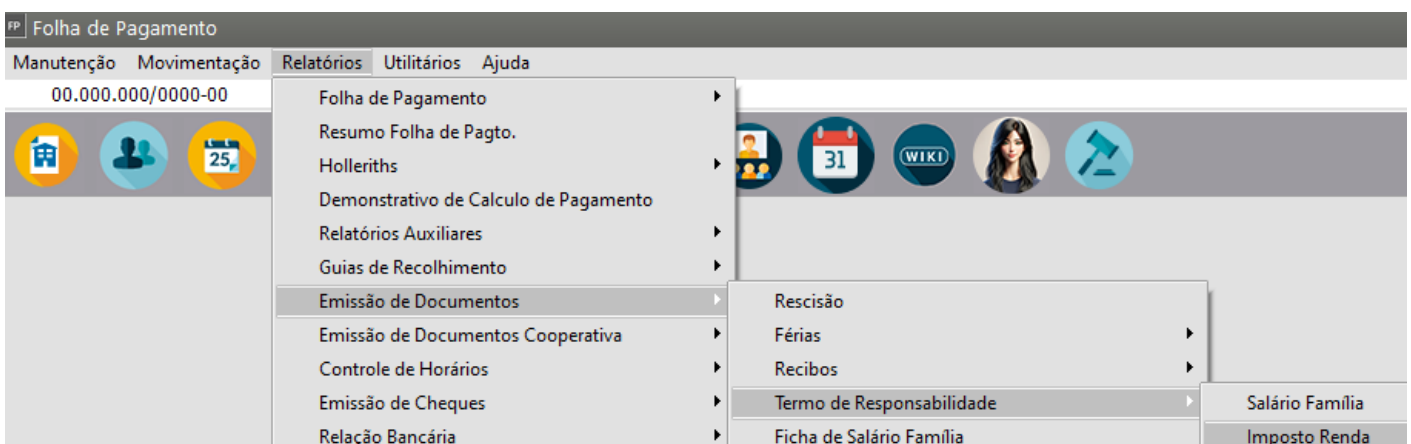 FP Folha de Pagamento
Manutenção Movimentação Relatórios Utilitários Ajuda
00.000.000/0000-00
Folha de Pagamento
Resumo Folha de Pagto.
Holleriths
Demonstrativo de Calculo de Pagamento
Relatórios Auxiliares
Guias de Recolhimento
Emissão de Documentos
Emissão de Documentos Cooperativa
Controle de Horários
Emissão de Cheques
Relação Bancária
25
31
WIKI
Rescisão
Férias
Recibos
Termo de Responsabilidade
Ficha de Salário Família
Salário Família
Imposto Renda